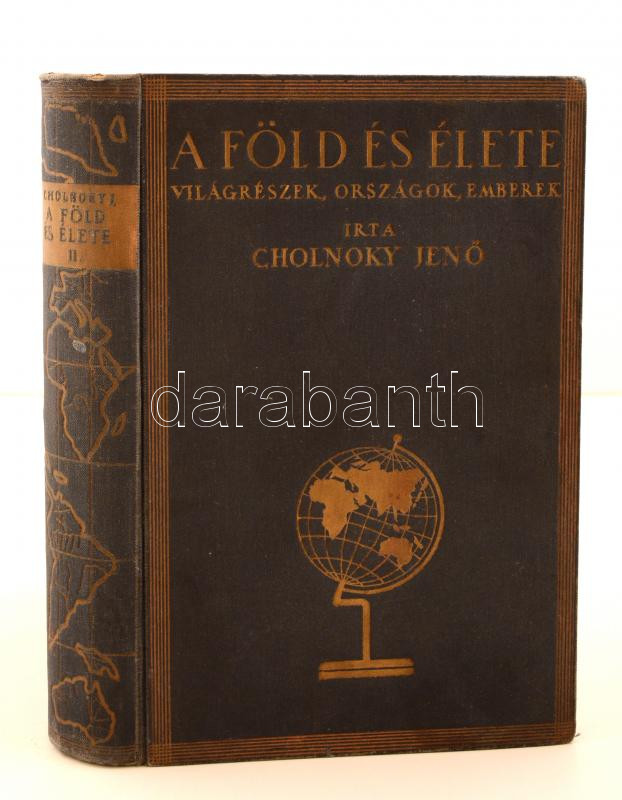 A FÖLD ÉS ÉLETE
VILÁGRÉSZEK, ORSZÁGOK, EMBEREK
IRTA
CHOLNOKY JENŐ
CHOLNOKY J.
A FÖLD
ÉS ÉLETE
II.
darabanth